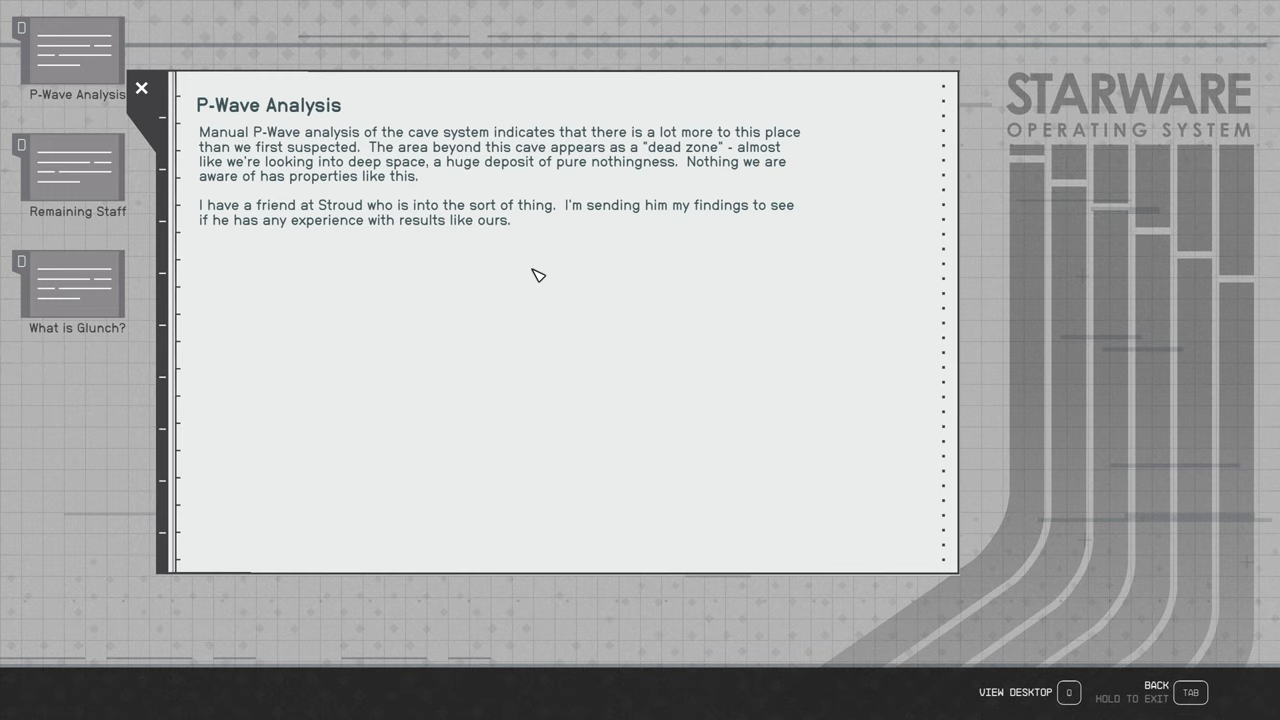 P-Wave Analysis
Remaining Staff
What is Glunch?
P-Wave Analysis
Manual P-Wave analysis of the cave system indicates that there is a lot more to this place
than we first suspected.  The area beyond this cave appears as a "dead zone" - almost
like we're looking into deep space, a huge deposit of pure nothingness.  Nothing we are
aware of has properties like this.
I have a friend at Stroud who is into the sort of thing.  I'm sending him my findings to see
if he has any experience with results like ours.
STARWARE
OPERATING SYSTEM
VIEW DESKTOP Q
BACK
HOLD TO EXIT TAB